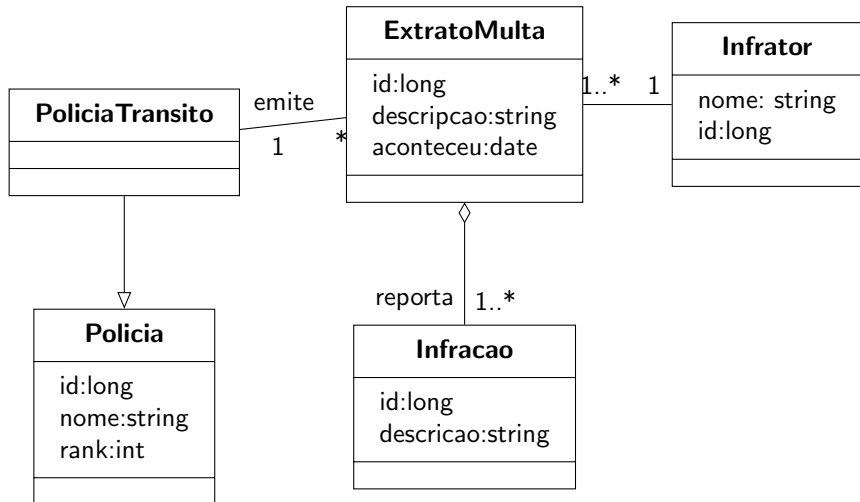 ExtratoMulta
id:long
descripcao:string
aconteceu:date
Infrator
nome: string
id:long
PoliciaTransito
emite
1
*
1..*
1
reporta
1..*
Policia
id:long
nome:string
rank:int
Infracao
id:long
descricao:string